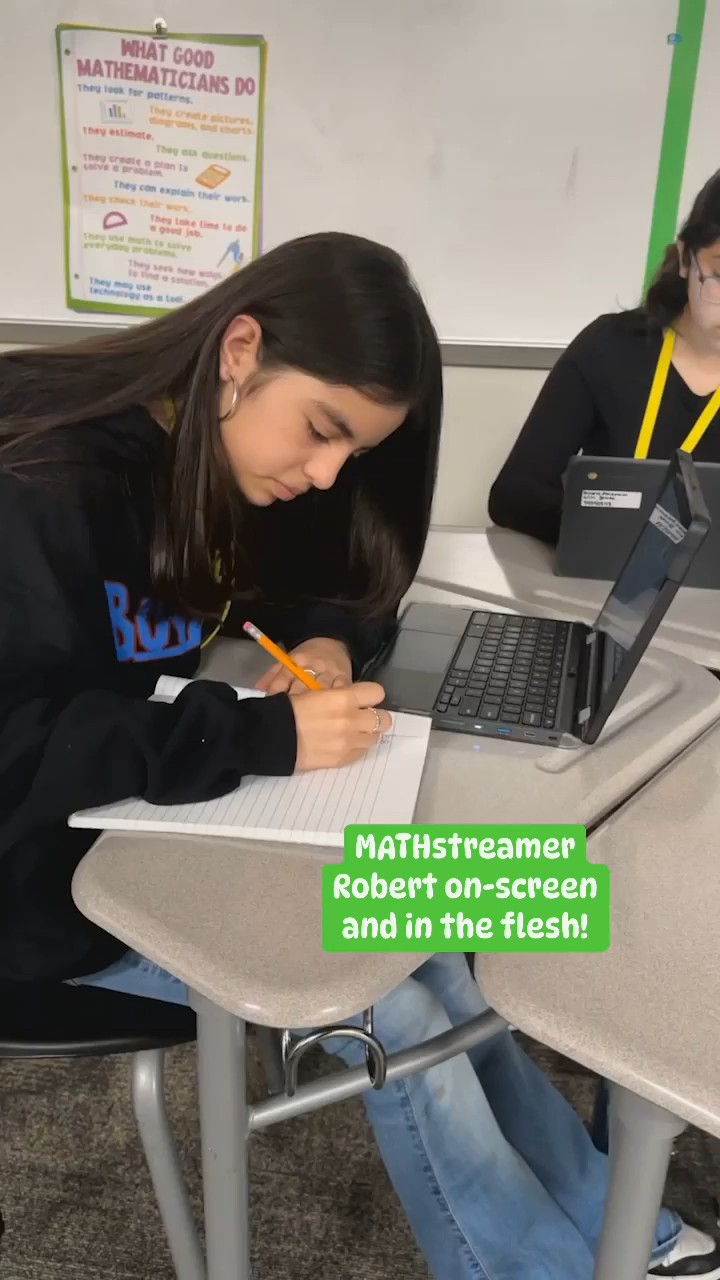 WHAT GOOD
MATHEMATICIANS DO
They look for patterns.
They create pictures,
diagrams, and charts.
They estimate.
They ask questions.
They create a plan to
solve a problem.
They can explain their work.
They check their work.
They take time to do
a good job.
They use math to solve
everyday problems.
They seek new ways
to find a solution.
They may use
technology as a tool.
MATHstreamer
Robert on-screen
and in the flesh!